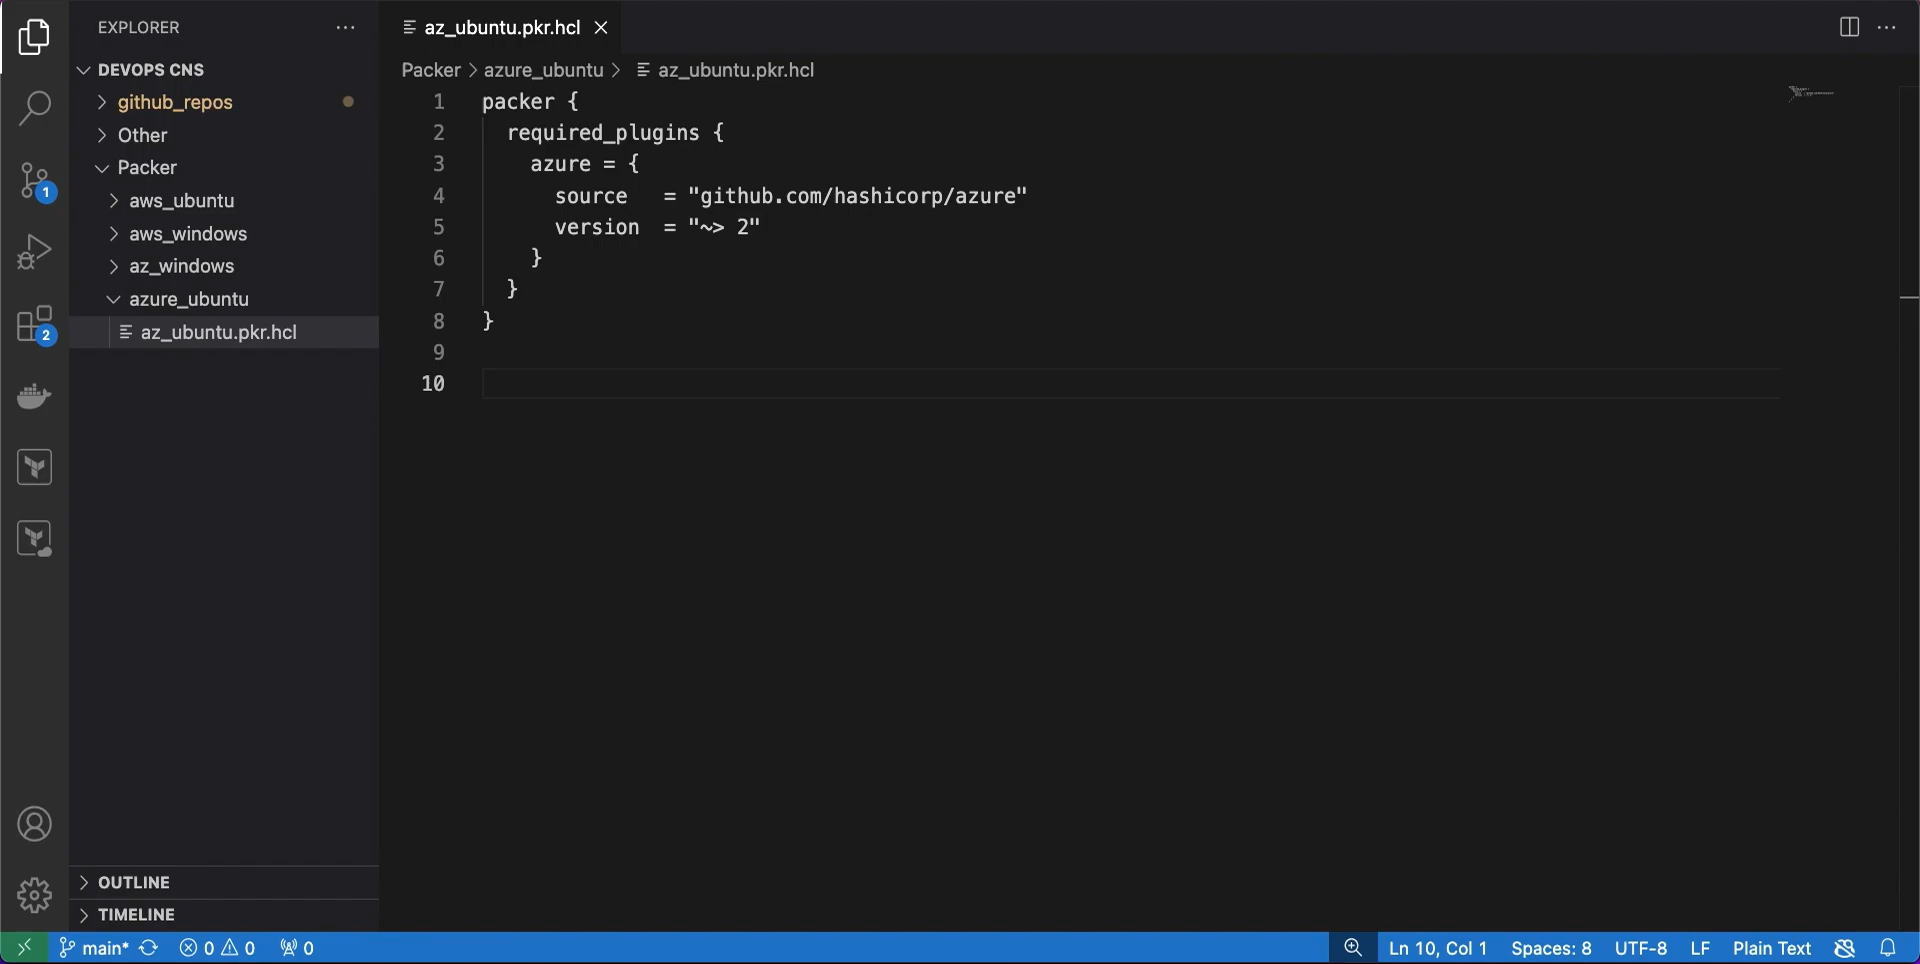 EXPLORER
DEVOPS CNS
github_repos
Other
Packer
aws_ubuntu
aws_windows
az_windows
azure_ubuntu
az_ubuntu.pkr.hcl
OUTLINE
TIMELINE
1
2
az_ubuntu.pkr.hcl
Packer > azure_ubuntu > az_ubuntu.pkr.hcl
1 packer {
2 required_plugins {
3 azure = {
4 source = "github.com/hashicorp/azure"
5 version = "~> 2"
6 }
7 }
8 }
9
10
main* 0 0 0 Ln 10, Col 1 Spaces: 8 UTF-8 LF Plain Text